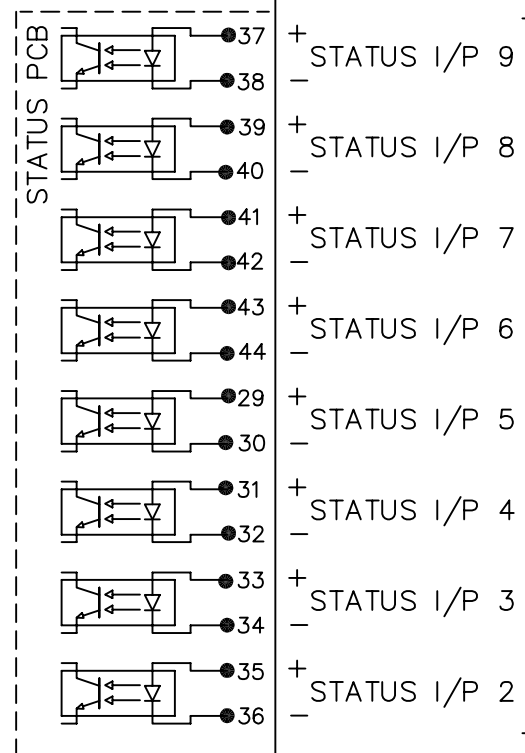 STATUS PCB
37 + STATUS I/P 9
38 −
39 + STATUS I/P 8
40 −
41 + STATUS I/P 7
42 −
43 + STATUS I/P 6
44 −
29 + STATUS I/P 5
30 −
31 + STATUS I/P 4
32 −
33 + STATUS I/P 3
34 −
35 + STATUS I/P 2
36 −